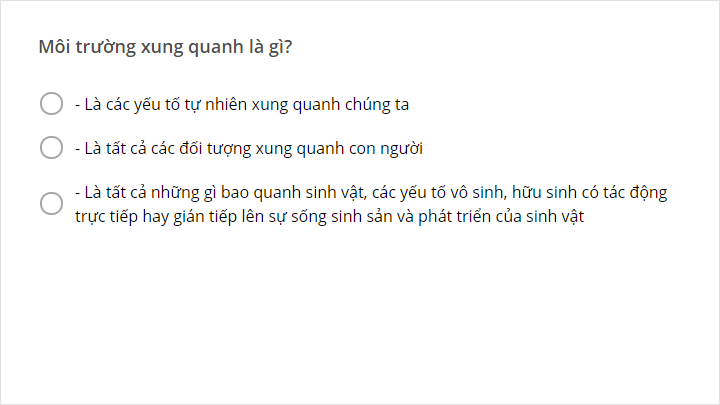 Môi trường xung quanh là gì?
- Là các yếu tố tự nhiên xung quanh chúng ta
- Là tất cả các đối tượng xung quanh con người
- Là tất cả những gì bao quanh sinh vật, các yếu tố vô sinh, hữu sinh có tác động
trực tiếp hay gián tiếp lên sự sống sinh sản và phát triển của sinh vật